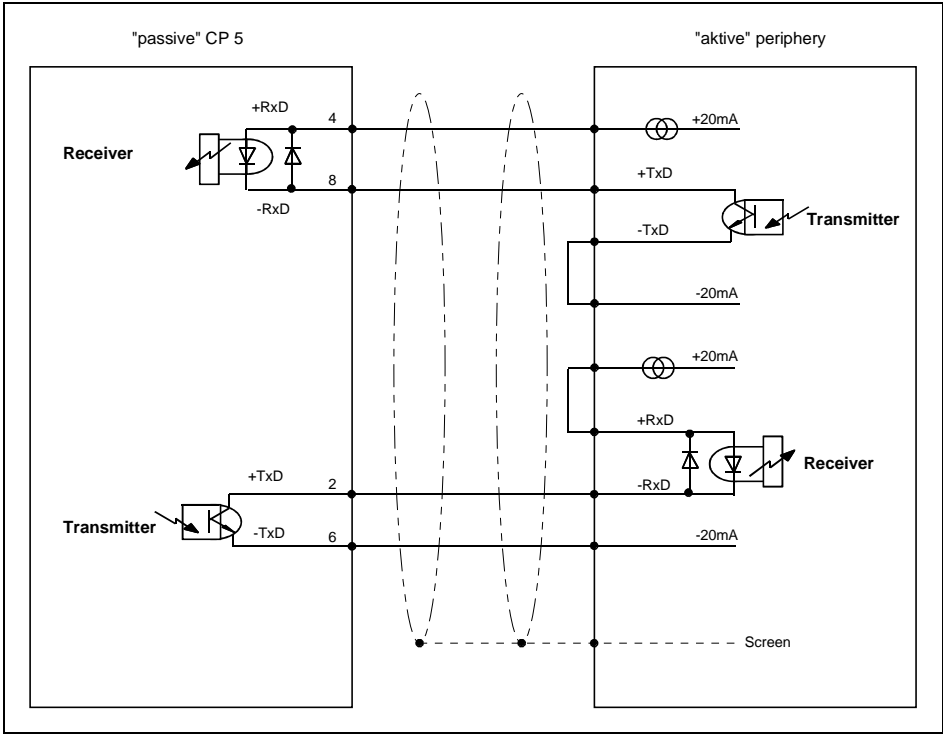 "passive" CP 5
"aktive" periphery
+RxD
4
+20mA
Receiver
8
+TxD
-RxD
Transmitter
-TxD
-20mA
+20mA
+RxD
Receiver
+TxD
2
-RxD
Transmitter
-TxD
6
-20mA
Screen